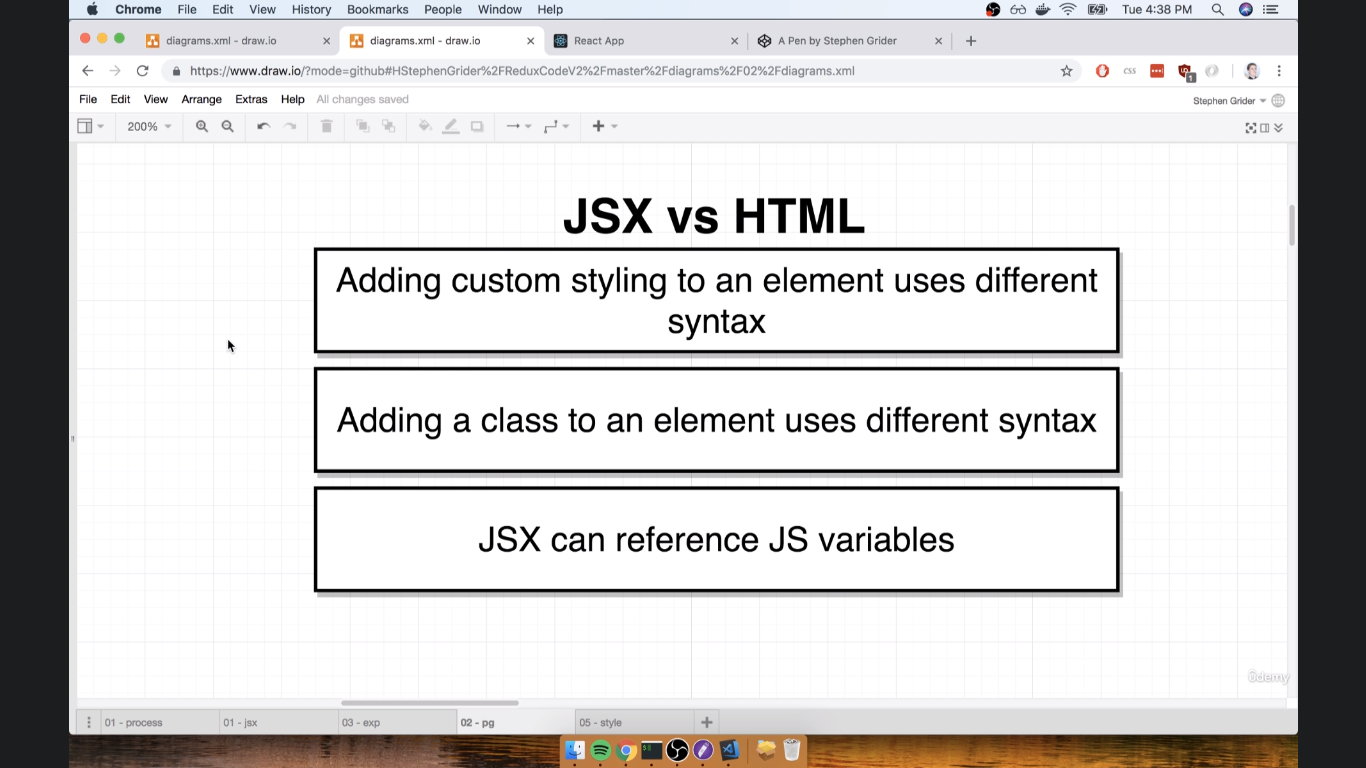 Chrome File Edit View History Bookmarks People Window Help Tue 4:38 PM
diagrams.xml - draw.io diagrams.xml - draw.io React App A Pen by Stephen Grider
https://www.draw.io/?mode=github#HStephenGrider%2FReduxCodeV2%2Fmaster%2Fdiagrams%2F02%2Fdiagrams.xml css 1
File Edit View Arrange Extras Help All changes saved Stephen Grider
200%
JSX vs HTML
Adding custom styling to an element uses different
syntax
Adding a class to an element uses different syntax
JSX can reference JS variables
ûdemy
01 - process 01 - jsx 03 - exp 02 - pg 05 - style